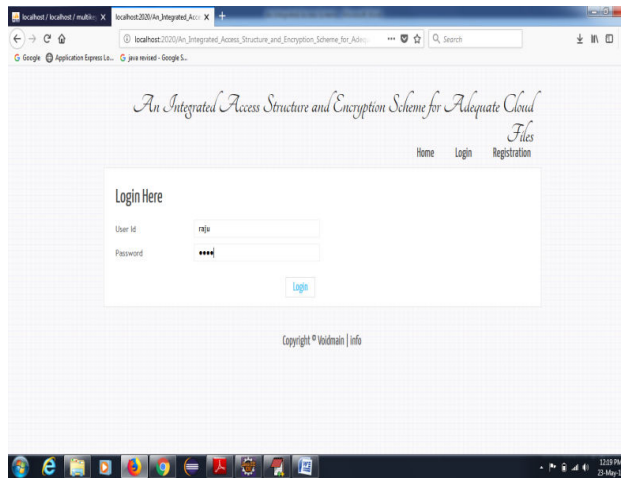 localhost / localhost / multike X
localhost:2020/An_Integrated_Acce X +
localhost:2020/An_Integrated_Access_Structure_and_Encryption_Scheme_for_Adeq
Search
Google Application Express Lo... java revised - Google S...
An Integrated Access Structure and Encryption Scheme for Adequate Cloud
Files
Home Login Registration
Login Here
User Id raju
Password ••••
Login
Copyright © Voidmain | info
12:19 PM
23-May-1